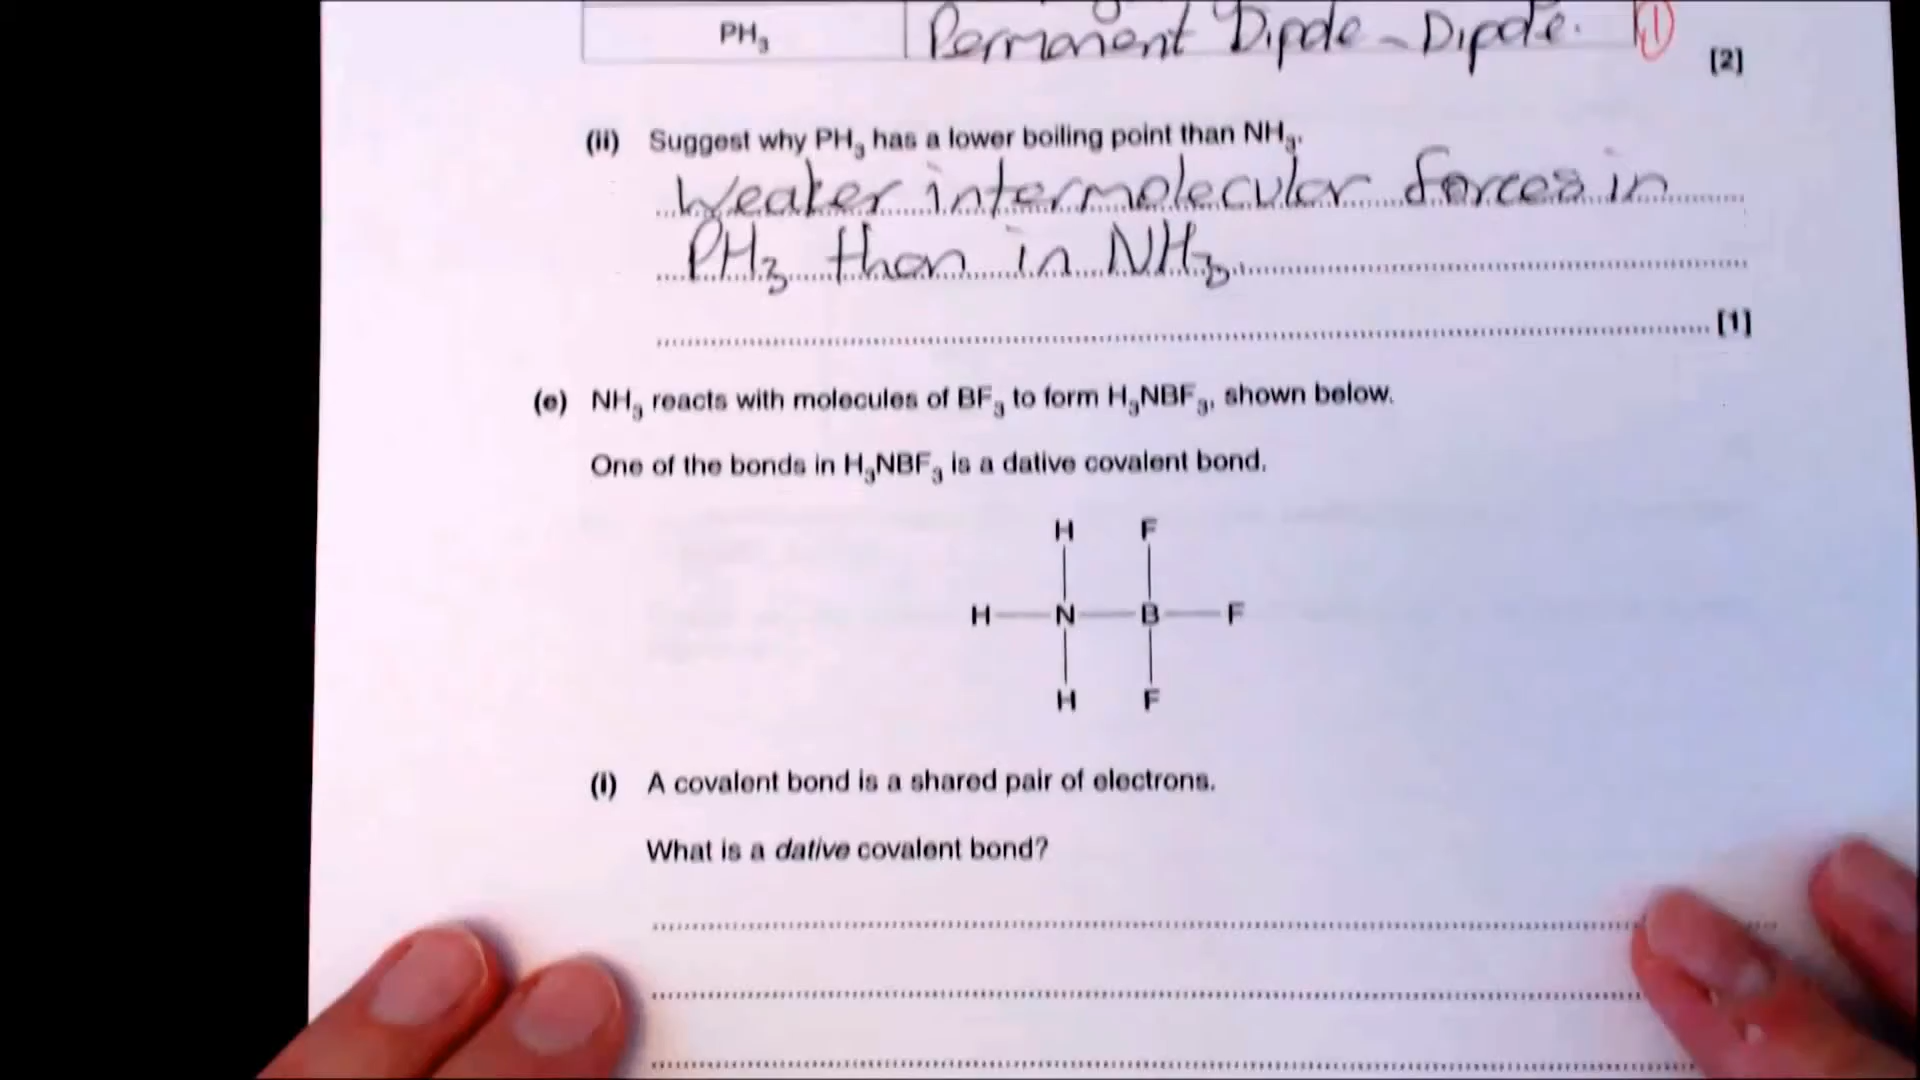 PH₃ Permanent Dipole - Dipole. 1
[2]
(ii) Suggest why PH₃ has a lower boiling point than NH₃.
Weaker intermolecular forces in
PH₃ than in NH₃.
[1]
(e) NH₃ reacts with molecules of BF₃ to form H₃NBF₃, shown below.
One of the bonds in H₃NBF₃ is a dative covalent bond.
H F
H N B F
H F
(i) A covalent bond is a shared pair of electrons.
What is a dative covalent bond?